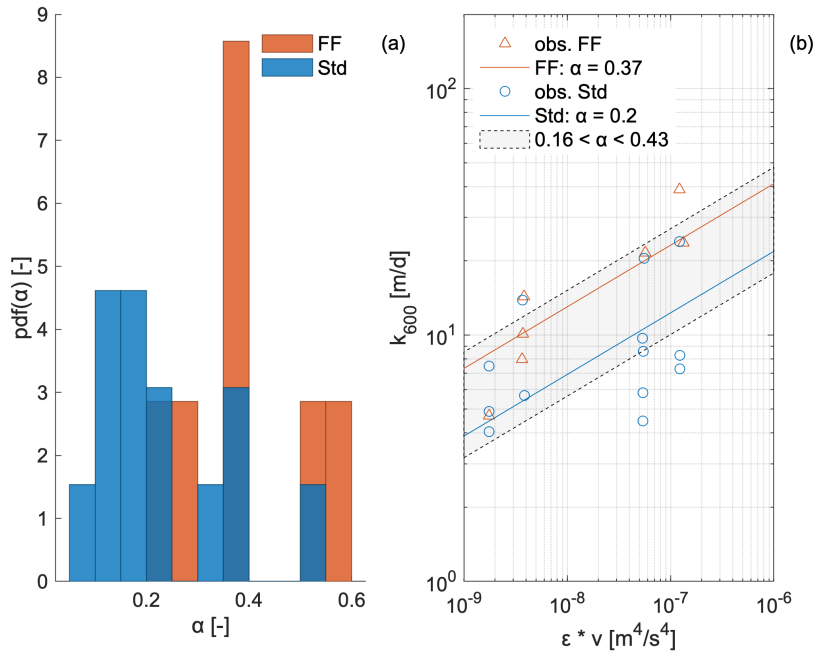 9
8
7
6
5
4
3
2
1
0
pdf(α) [-]
0.2
0.4
0.6
α [-]
FF
Std
(a)
(b)
obs. FF
FF: α = 0.37
obs. Std
Std: α = 0.2
0.16 < α < 0.43
10²
10¹
10⁰
k₆₀₀ [m/d]
10⁻⁹
10⁻⁸
10⁻⁷
10⁻⁶
ε * ν [m⁴/s⁴]